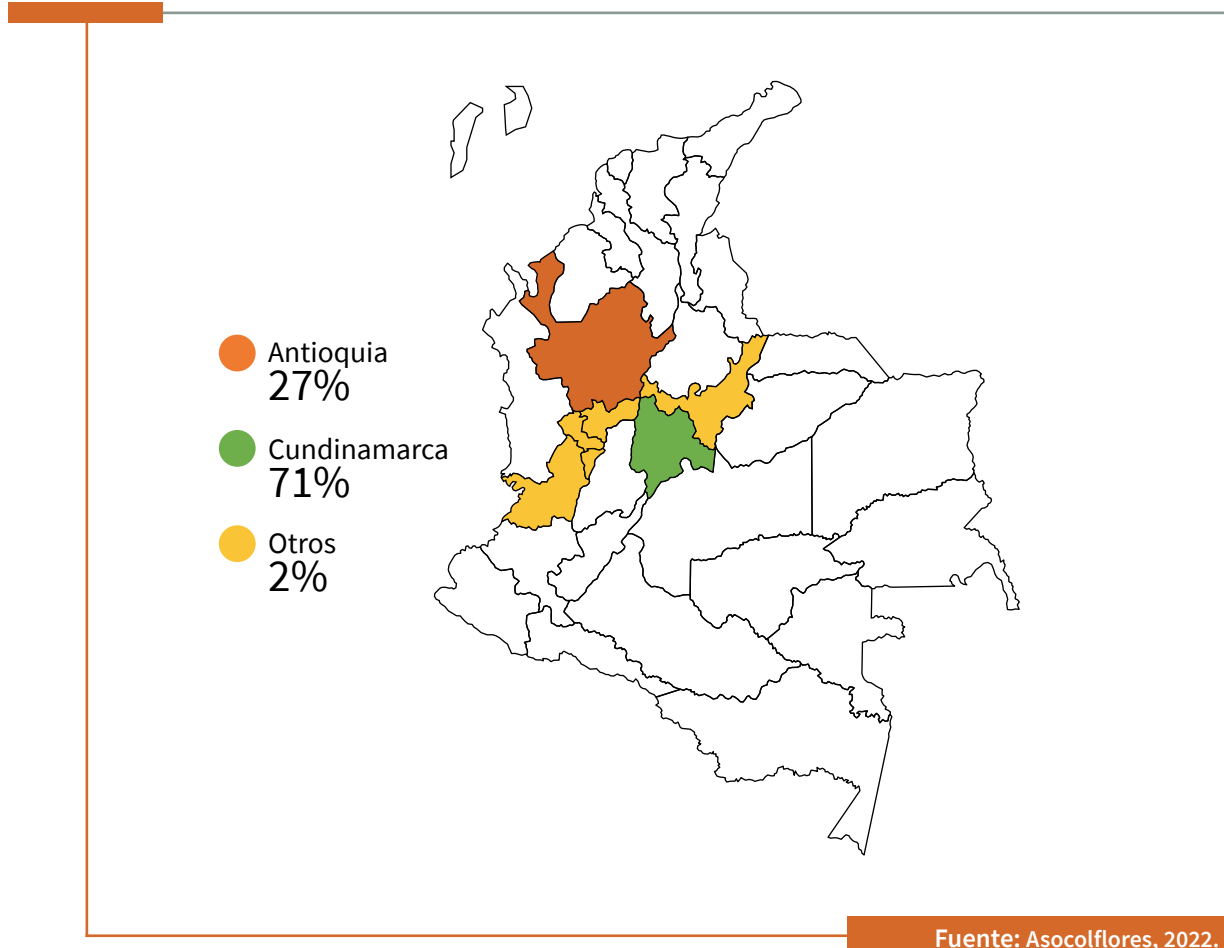 Antioquia
27%
Cundinamarca
71%
Otros
2%
Fuente: Asocolflores, 2022.